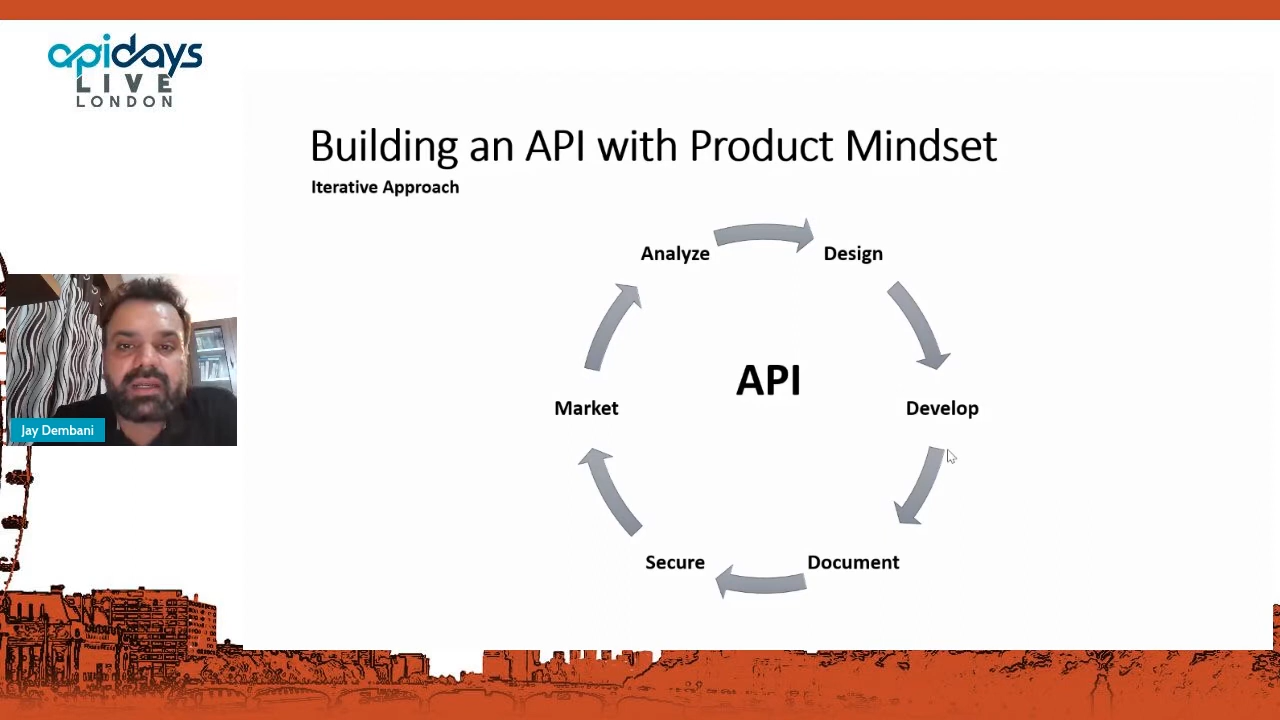 apidays
LIVE
LONDON
Building an API with Product Mindset
Iterative Approach
Analyze
Design
API
Market
Develop
Jay Dembani
Secure
Document